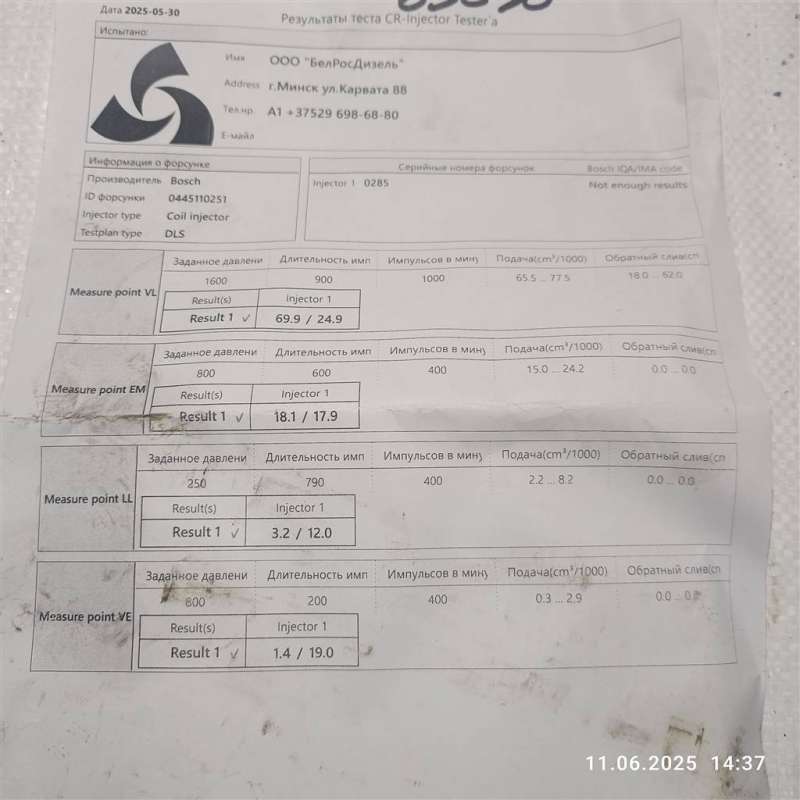 Дата 2025-05-30
Результаты теста CR-Injector Tester'a
Испытано:
Имя ООО "БелРосДизель"
Address г.Минск ул.Карвата 88
Тел.нр. A1 +37529 698-68-80
E-майл
Информация о форсунке
Производитель Bosch
ID форсунки 0445110251
Injector type Coil injector
Testplan type DLS
Серийные номера форсунок Bosch IQA/IMA code
Injector 1 0285 Not enough results
Measure point VL
Заданное давлени Длительность имп Импульсов в мину Подача(cm³/1000) Обратный слив(сп
1600 900 1000 65.5 ... 77.5 18.0 ... 62.0
Result(s) Injector 1
Result 1 ✓ 69.9 / 24.9
Measure point EM
Заданное давлени Длительность имп Импульсов в мину Подача(cm³/1000) Обратный слив(сп
800 600 400 15.0 ... 24.2 0.0 ... 0.0
Result(s) Injector 1
Result 1 ✓ 18.1 / 17.9
Measure point LL
Заданное давлени Длительность имп Импульсов в мину Подача(cm³/1000) Обратный слив(сп
250 790 400 2.2 ... 8.2 0.0 ... 0.0
Result(s) Injector 1
Result 1 ✓ 3.2 / 12.0
Measure point VE
Заданное давлени Длительность имп Импульсов в мину Подача(cm³/1000) Обратный слив(сп
800 200 400 0.3 ... 2.9 0.0 ... 0.0
Result(s) Injector 1
Result 1 ✓ 1.4 / 19.0
11.06.2025 14:37